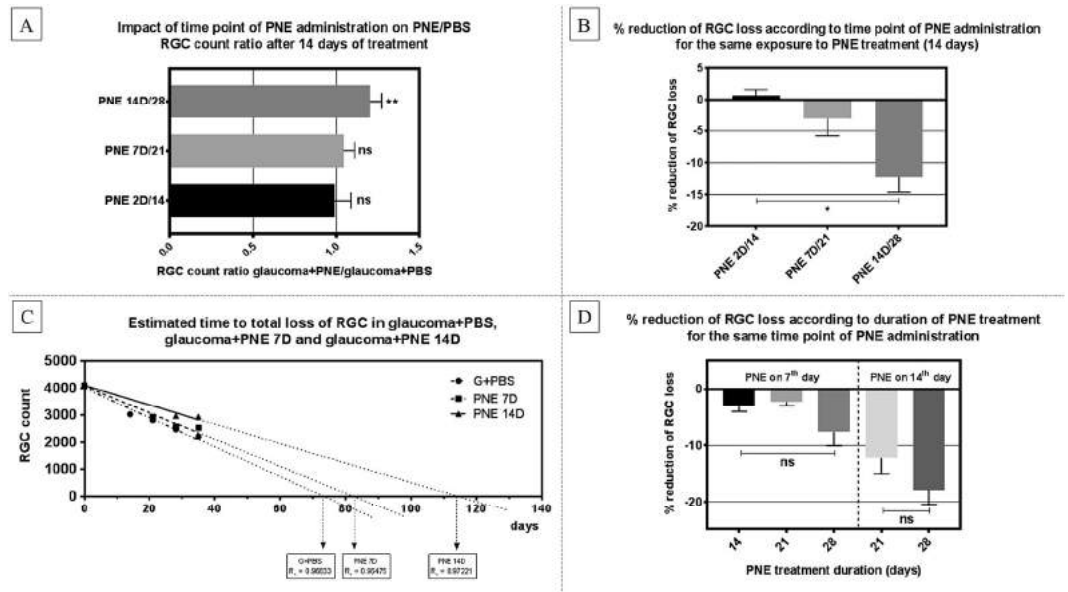 A
Impact of time point of PNE administration on PNE/PBS
RGC count ratio after 14 days of treatment
PNE 14D/28
**
PNE 7D/21
ns
PNE 2D/14
ns
0.0
0.5
1.0
1.5
RGC count ratio glaucoma+PNE/glaucoma+PBS
B
% reduction of RGC loss according to time point of PNE administration
for the same exposure to PNE treatment (14 days)
% reduction of RGC loss
5
0
-5
-10
-15
-20
*
PNE 2D/14
PNE 7D/21
PNE 14D/28
C
Estimated time to total loss of RGC in glaucoma+PBS,
glaucoma+PNE 7D and glaucoma+PNE 14D
RGC count
5000
4000
3000
2000
1000
0
G+PBS
PNE 7D
PNE 14D
0 20 40 60 80 100 120 140
days
G+PBS
PNE 7D
PNE 14D
D
% reduction of RGC loss according to duration of PNE treatment
for the same time point of PNE administration
% reduction of RGC loss
PNE on 7th day
PNE on 14th day
0
-10
-20
ns
ns
14
21
28
21
28
PNE treatment duration (days)